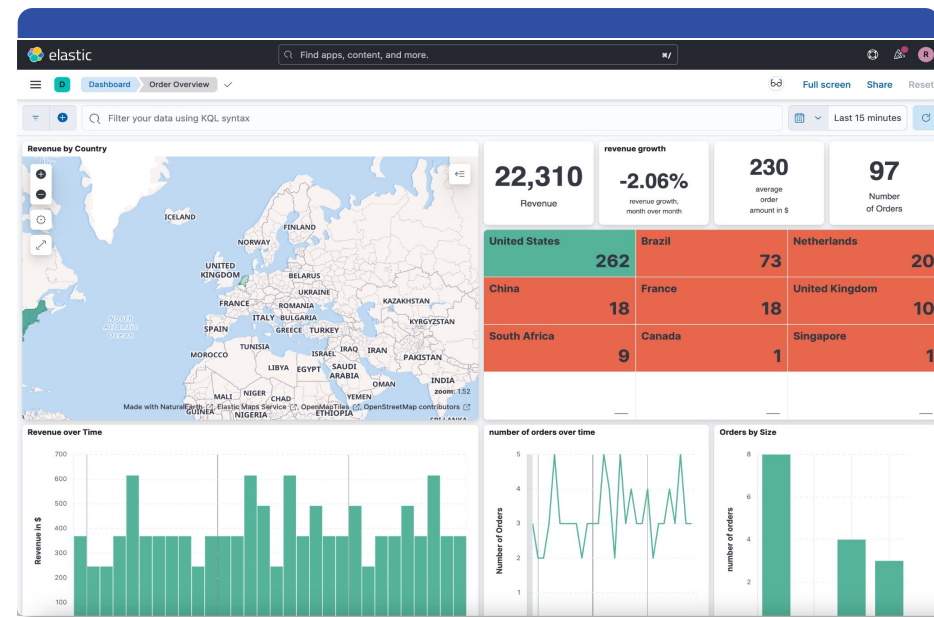 elastic
Find apps, content, and more.
⌘/
R
D
Dashboard
Order Overview
Full screen
Share
Reset
Filter your data using KQL syntax
Last 15 minutes
Revenue by Country
ICELAND
FINLAND
NORWAY
UNITED
KINGDOM
BELARUS
UKRAINE
FRANCE
ROMANIA
KAZAKHSTAN
ITALY
BULGARIA
KYRGYZSTAN
North
Atlantic
Ocean
SPAIN
GREECE
TURKEY
TUNISIA
MOROCCO
ISRAEL
IRAQ
IRAN
PAKISTAN
LIBYA
EGYPT
SAUDI
ARABIA
OMAN
INDIA
zoom: 1.52
MALI
NIGER
CHAD
YEMEN
Made with NaturalEarth, Elastic Maps Service, OpenMapTiles, OpenStreetMap contributors
GUINEA
NIGERIA
ETHIOPIA
22,310
Revenue
revenue growth
-2.06%
revenue growth,
month over month
230
average
order
amount in $
97
Number
of Orders
United States
262
Brazil
73
Netherlands
20
China
18
France
18
United Kingdom
10
South Africa
9
Canada
1
Singapore
1
Revenue over Time
Revenue in $
700
600
500
400
300
200
100
number of orders over time
Number of Orders
5
4
3
2
1
Orders by Size
number of orders
8
6
4
2